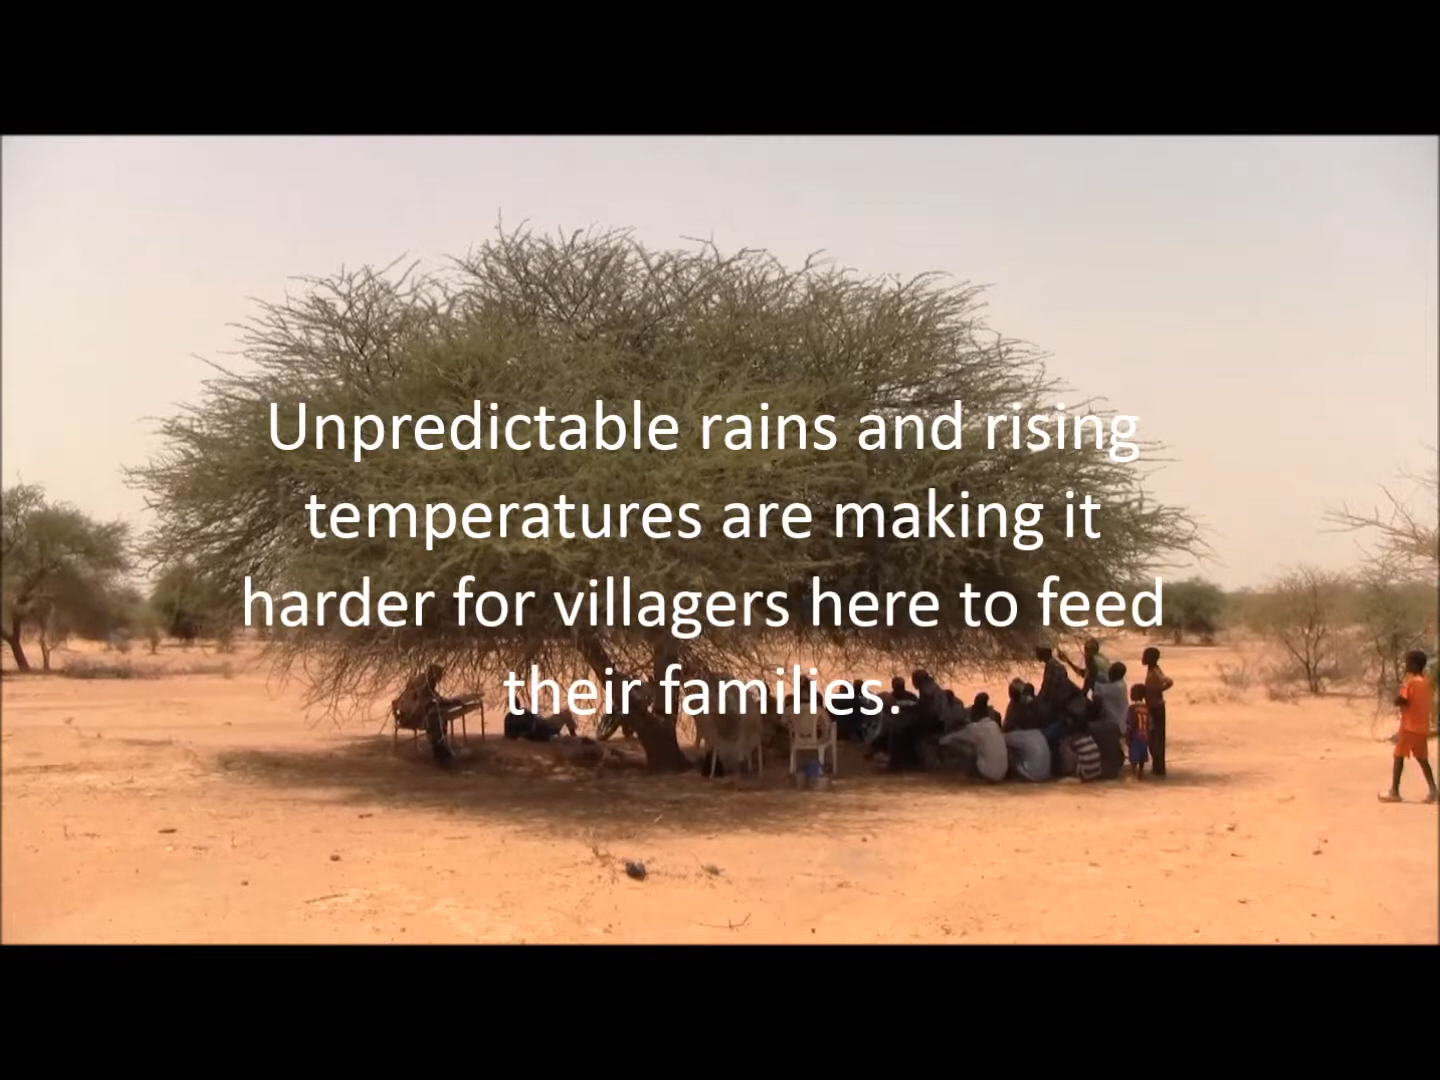 Unpredictable rains and rising
temperatures are making it
harder for villagers here to feed
their families.